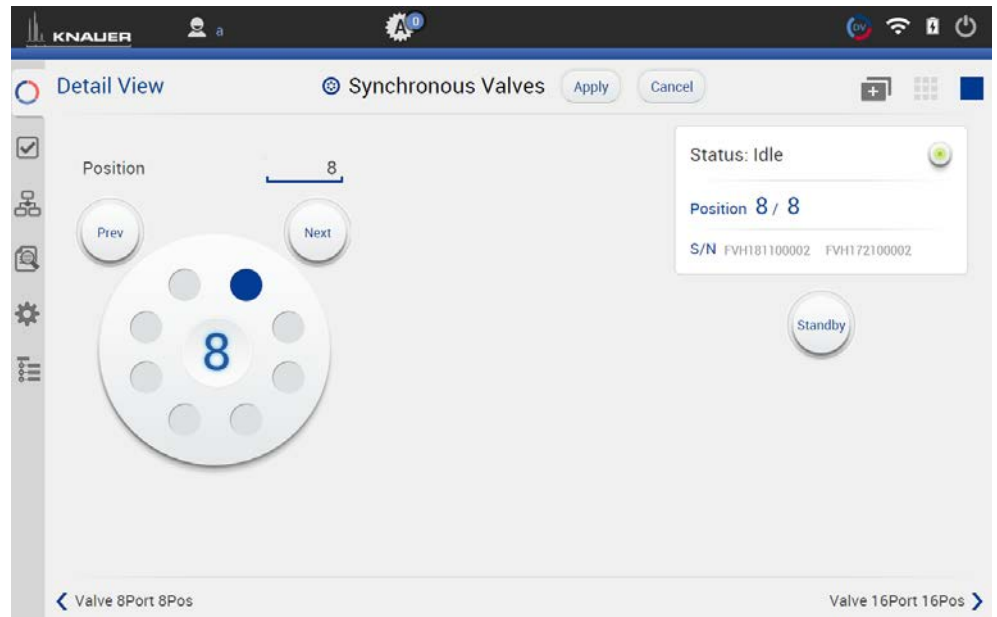 KNAUER a A 0 DV
Detail View Synchronous Valves Apply Cancel
Position 8
Prev Next
8
Status: Idle
Position 8 / 8
S/N FVH181100002 FVH172100002
Standby
Valve 8Port 8Pos Valve 16Port 16Pos